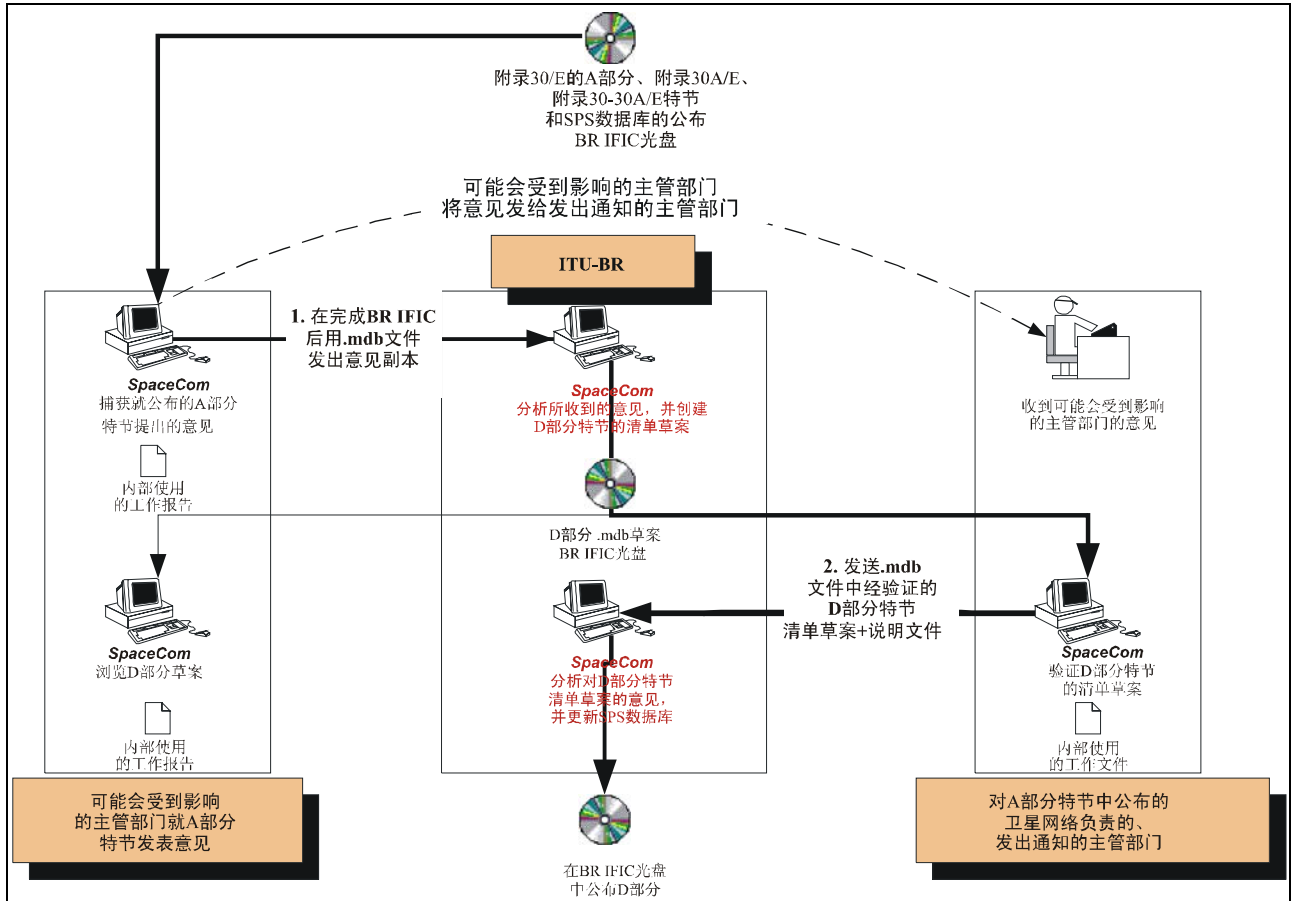 附录30/E的A部分、附录30A/E、
附录30-30A/E特节
和SPS数据库的公布
BR IFIC光盘
可能会受到影响的主管部门
将意见发给发出通知的主管部门
ITU-BR
1. 在完成BR IFIC
后用.mdb文件
发出意见副本
SpaceCom
捕获就公布的A部分
特节提出的意见
内部使用
的工作报告
SpaceCom
分析所收到的意见，并创建
D部分特节的清单草案
收到可能会受到影响
的主管部门的意见
D部分 .mdb草案
BR IFIC光盘
2. 发送.mdb
文件中经验证的
D部分特节
清单草案+说明文件
SpaceCom
浏览D部分草案
内部使用
的工作报告
SpaceCom
分析对D部分特节
清单草案的意见，
并更新SPS数据库
SpaceCom
验证D部分特节
的清单草案
内部使用
的工作文件
可能会受到影响
的主管部门就A部分
特节发表意见
在BR IFIC光盘
中公布D部分
对A部分特节中公布的
卫星网络负责的、
发出通知的主管部门